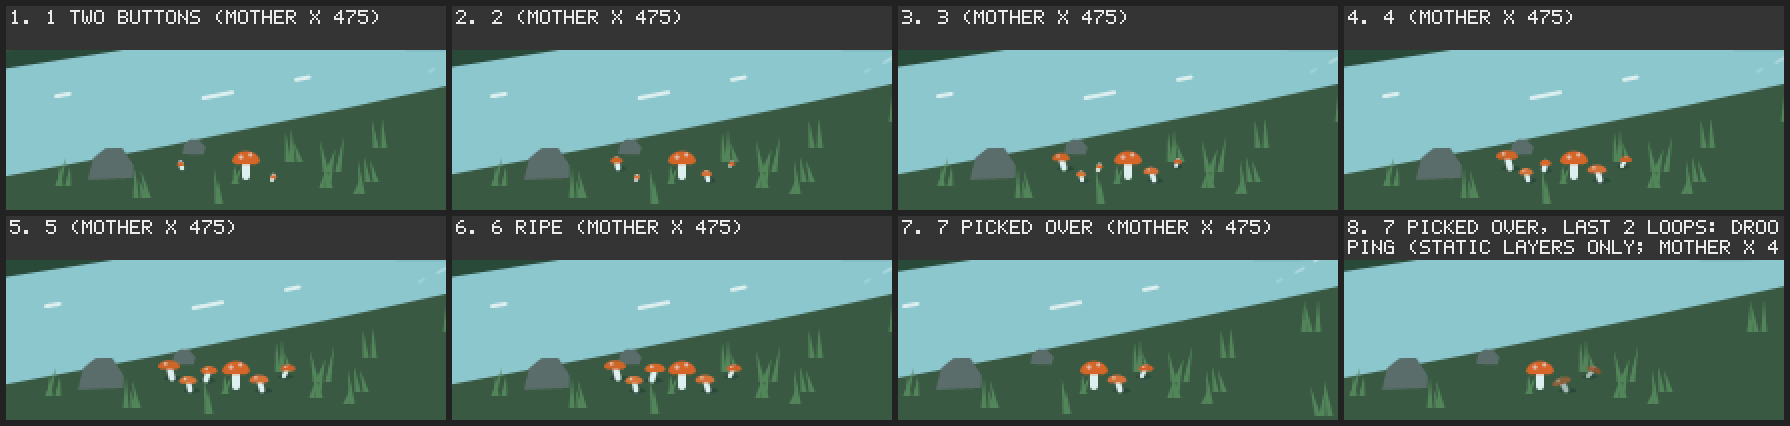 1. 1 TWO BUTTONS (MOTHER X 475)
2. 2 (MOTHER X 475)
3. 3 (MOTHER X 475)
4. 4 (MOTHER X 475)
5. 5 (MOTHER X 475)
6. 6 RIPE (MOTHER X 475)
7. 7 PICKED OVER (MOTHER X 475)
8. 7 PICKED OVER, LAST 2 LOOPS: DROO
PING (STATIC LAYERS ONLY; MOTHER X 4